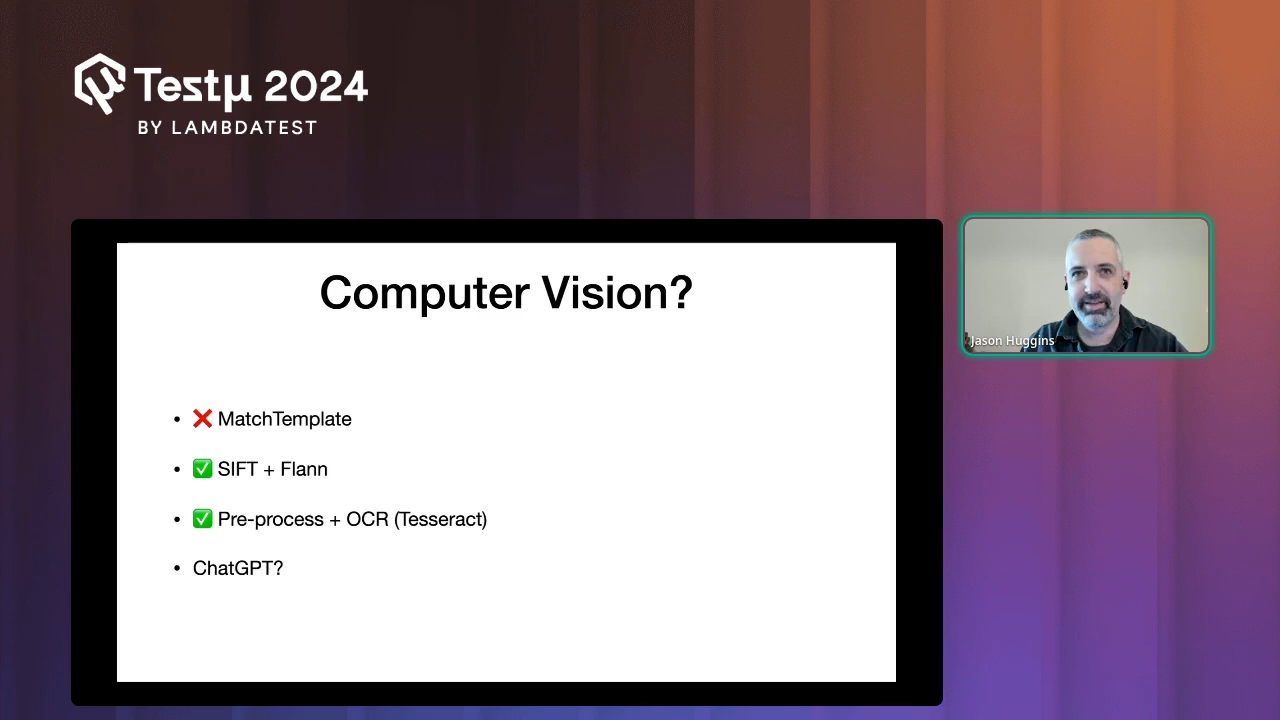 Testμ 2024
BY LAMBDATEST
Computer Vision?
• ❌ MatchTemplate
• ✅ SIFT + Flann
• ✅ Pre-process + OCR (Tesseract)
• ChatGPT?
Jason Huggins